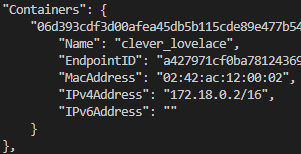 "Containers": {
"06d393cdf3d00afea45db5b115cde89e477b54
"Name": "clever_lovelace",
"EndpointID": "a427971cf0ba78124369
"MacAddress": "02:42:ac:12:00:02",
"IPv4Address": "172.18.0.2/16",
"IPv6Address": ""
}
},